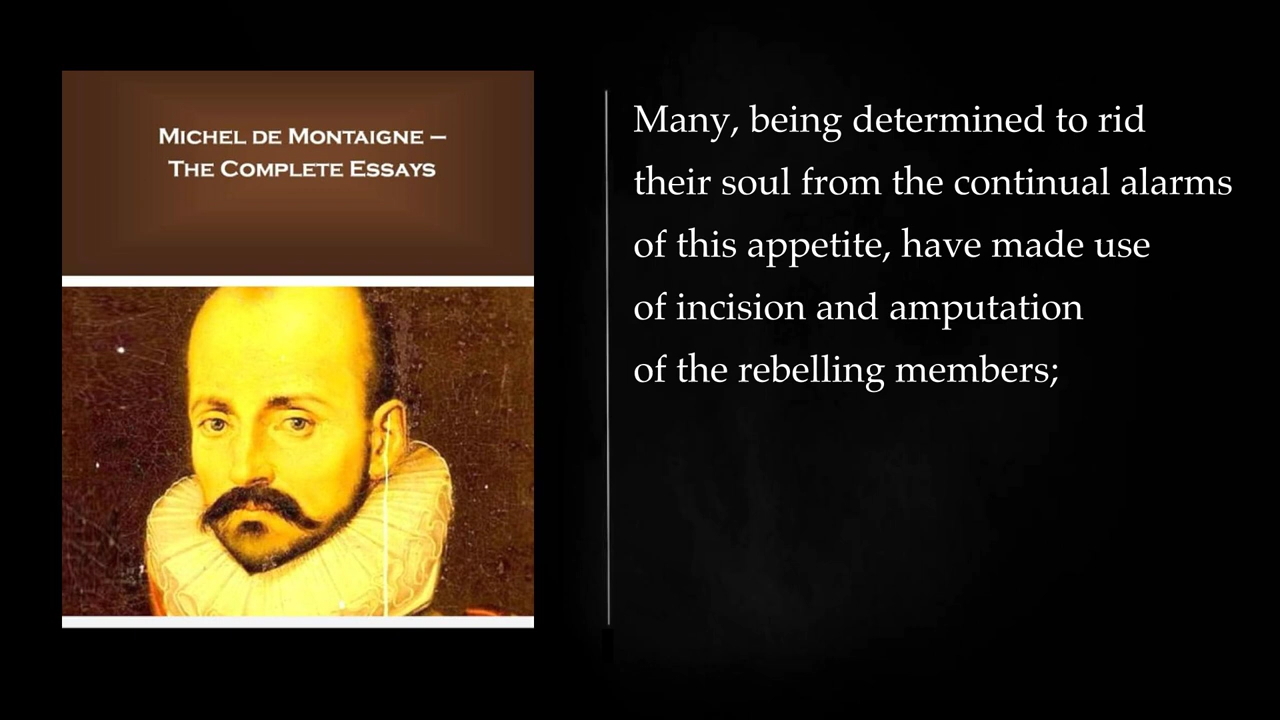 MICHEL DE MONTAIGNE –
THE COMPLETE ESSAYS
Many, being determined to rid
their soul from the continual alarms
of this appetite, have made use
of incision and amputation
of the rebelling members;